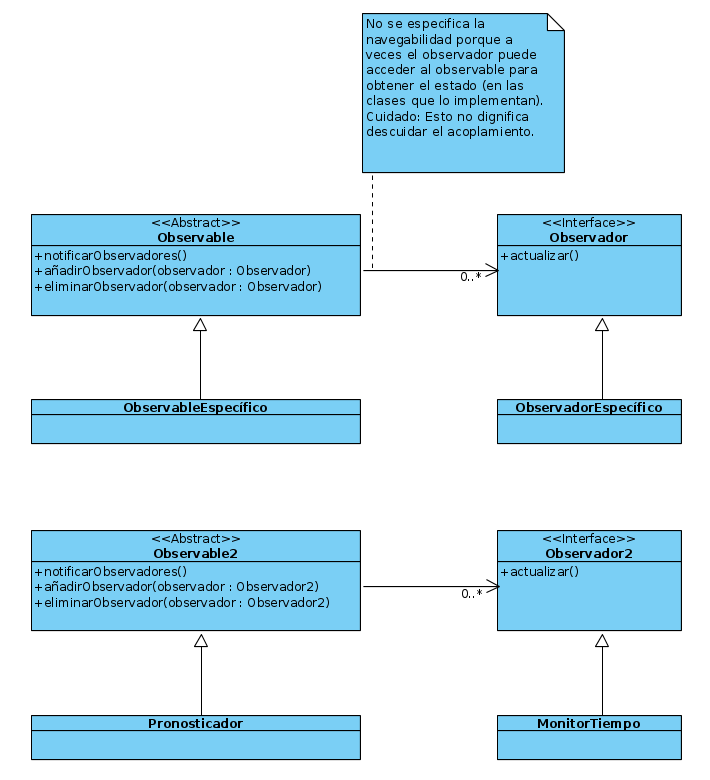 No se especifica la
navegabilidad porque a
veces el observador puede
acceder al observable para
obtener el estado (en las
clases que lo implementan).
Cuidado: Esto no dignifica
descuidar el acoplamiento.
<<Abstract>>
Observable
+notificarObservadores()
+añadirObservador(observador : Observador)
+eliminarObservador(observador : Observador)
0..*
<<Interface>>
Observador
+actualizar()
ObservableEspecífico
ObservadorEspecífico
<<Abstract>>
Observable2
+notificarObservadores()
+añadirObservador(observador : Observador2)
+eliminarObservador(observador : Observador2)
0..*
<<Interface>>
Observador2
+actualizar()
Pronosticador
MonitorTiempo